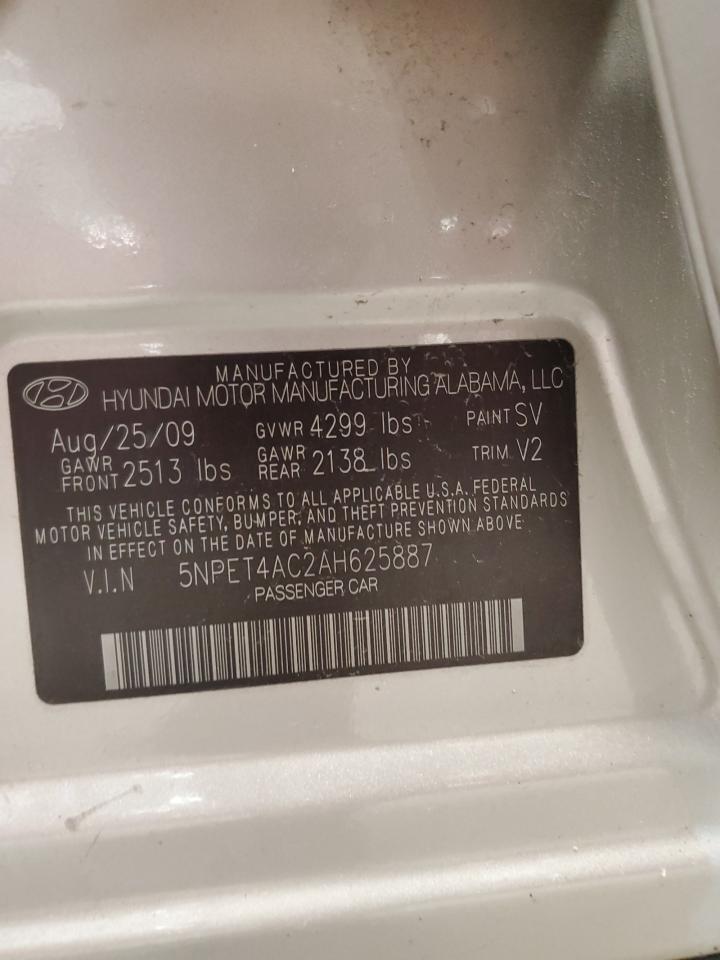 MANUFACTURED BY
HYUNDAI MOTOR MANUFACTURING ALABAMA, LLC
Aug/25/09 GVWR 4299 lbs PAINT SV
GAWR FRONT 2513 lbs GAWR REAR 2138 lbs TRIM V2
THIS VEHICLE CONFORMS TO ALL APPLICABLE U.S.A. FEDERAL
MOTOR VEHICLE SAFETY, BUMPER, AND THEFT PREVENTION STANDARDS
IN EFFECT ON THE DATE OF MANUFACTURE SHOWN ABOVE
V.I.N 5NPET4AC2AH625887
PASSENGER CAR